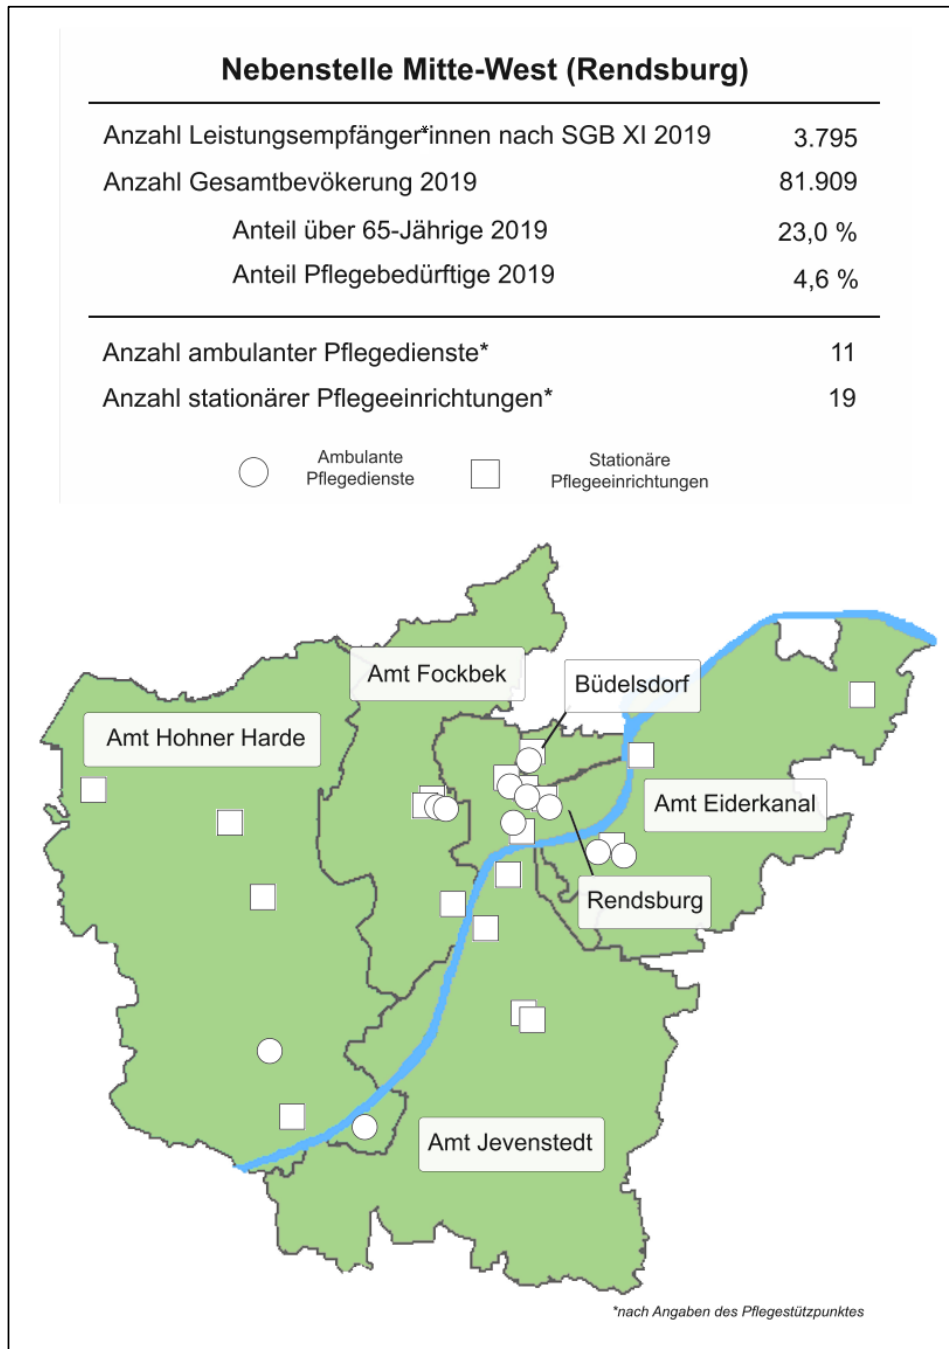 Nebenstelle Mitte-West (Rendsburg)
Anzahl Leistungsempfänger*innen nach SGB XI 2019 3.795
Anzahl Gesamtbevökerung 2019 81.909
Anteil über 65-Jährige 2019 23,0 %
Anteil Pflegebedürftige 2019 4,6 %
Anzahl ambulanter Pflegedienste* 11
Anzahl stationärer Pflegeeinrichtungen* 19
Ambulante
Pflegedienste
Stationäre
Pflegeeinrichtungen
Amt Fockbek
Büdelsdorf
Amt Hohner Harde
Amt Eiderkanal
Rendsburg
Amt Jevenstedt
*nach Angaben des Pflegestützpunktes